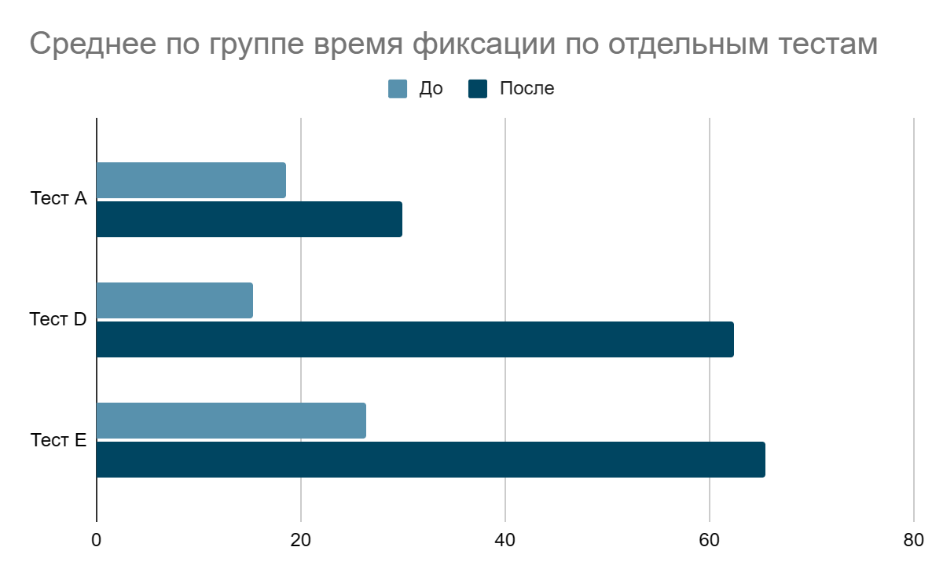 Среднее по группе время фиксации по отдельным тестам
До После
Тест A
Тест D
Тест E
0 20 40 60 80